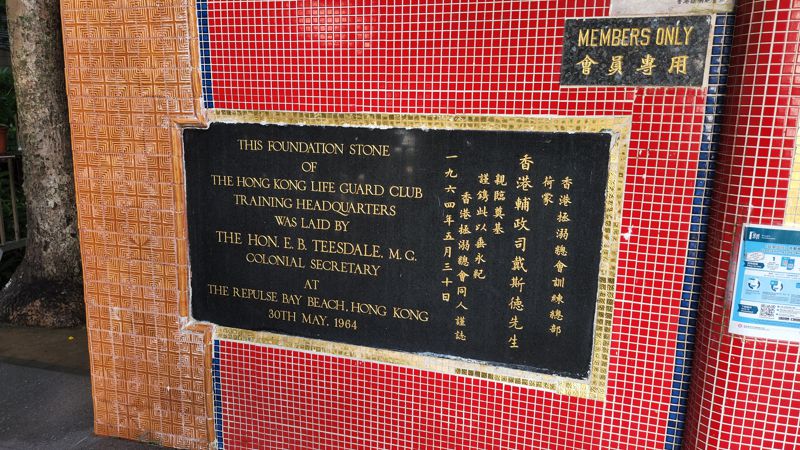 MEMBERS ONLY
會員專用
THIS FOUNDATION STONE
OF
THE HONG KONG LIFE GUARD CLUB
TRAINING HEADQUARTERS
WAS LAID BY
THE HON. E. B. TEESDALE, M. G.
COLONIAL SECRETARY
AT
THE REPULSE BAY BEACH, HONG KONG
30TH MAY, 1964
香港拯溺總會訓練總部
荷蒙
香港輔政司戴斯德先生
親臨奠基
謹鐫此以垂永紀
香港拯溺總會同人謹誌
一九六四年五月三十日